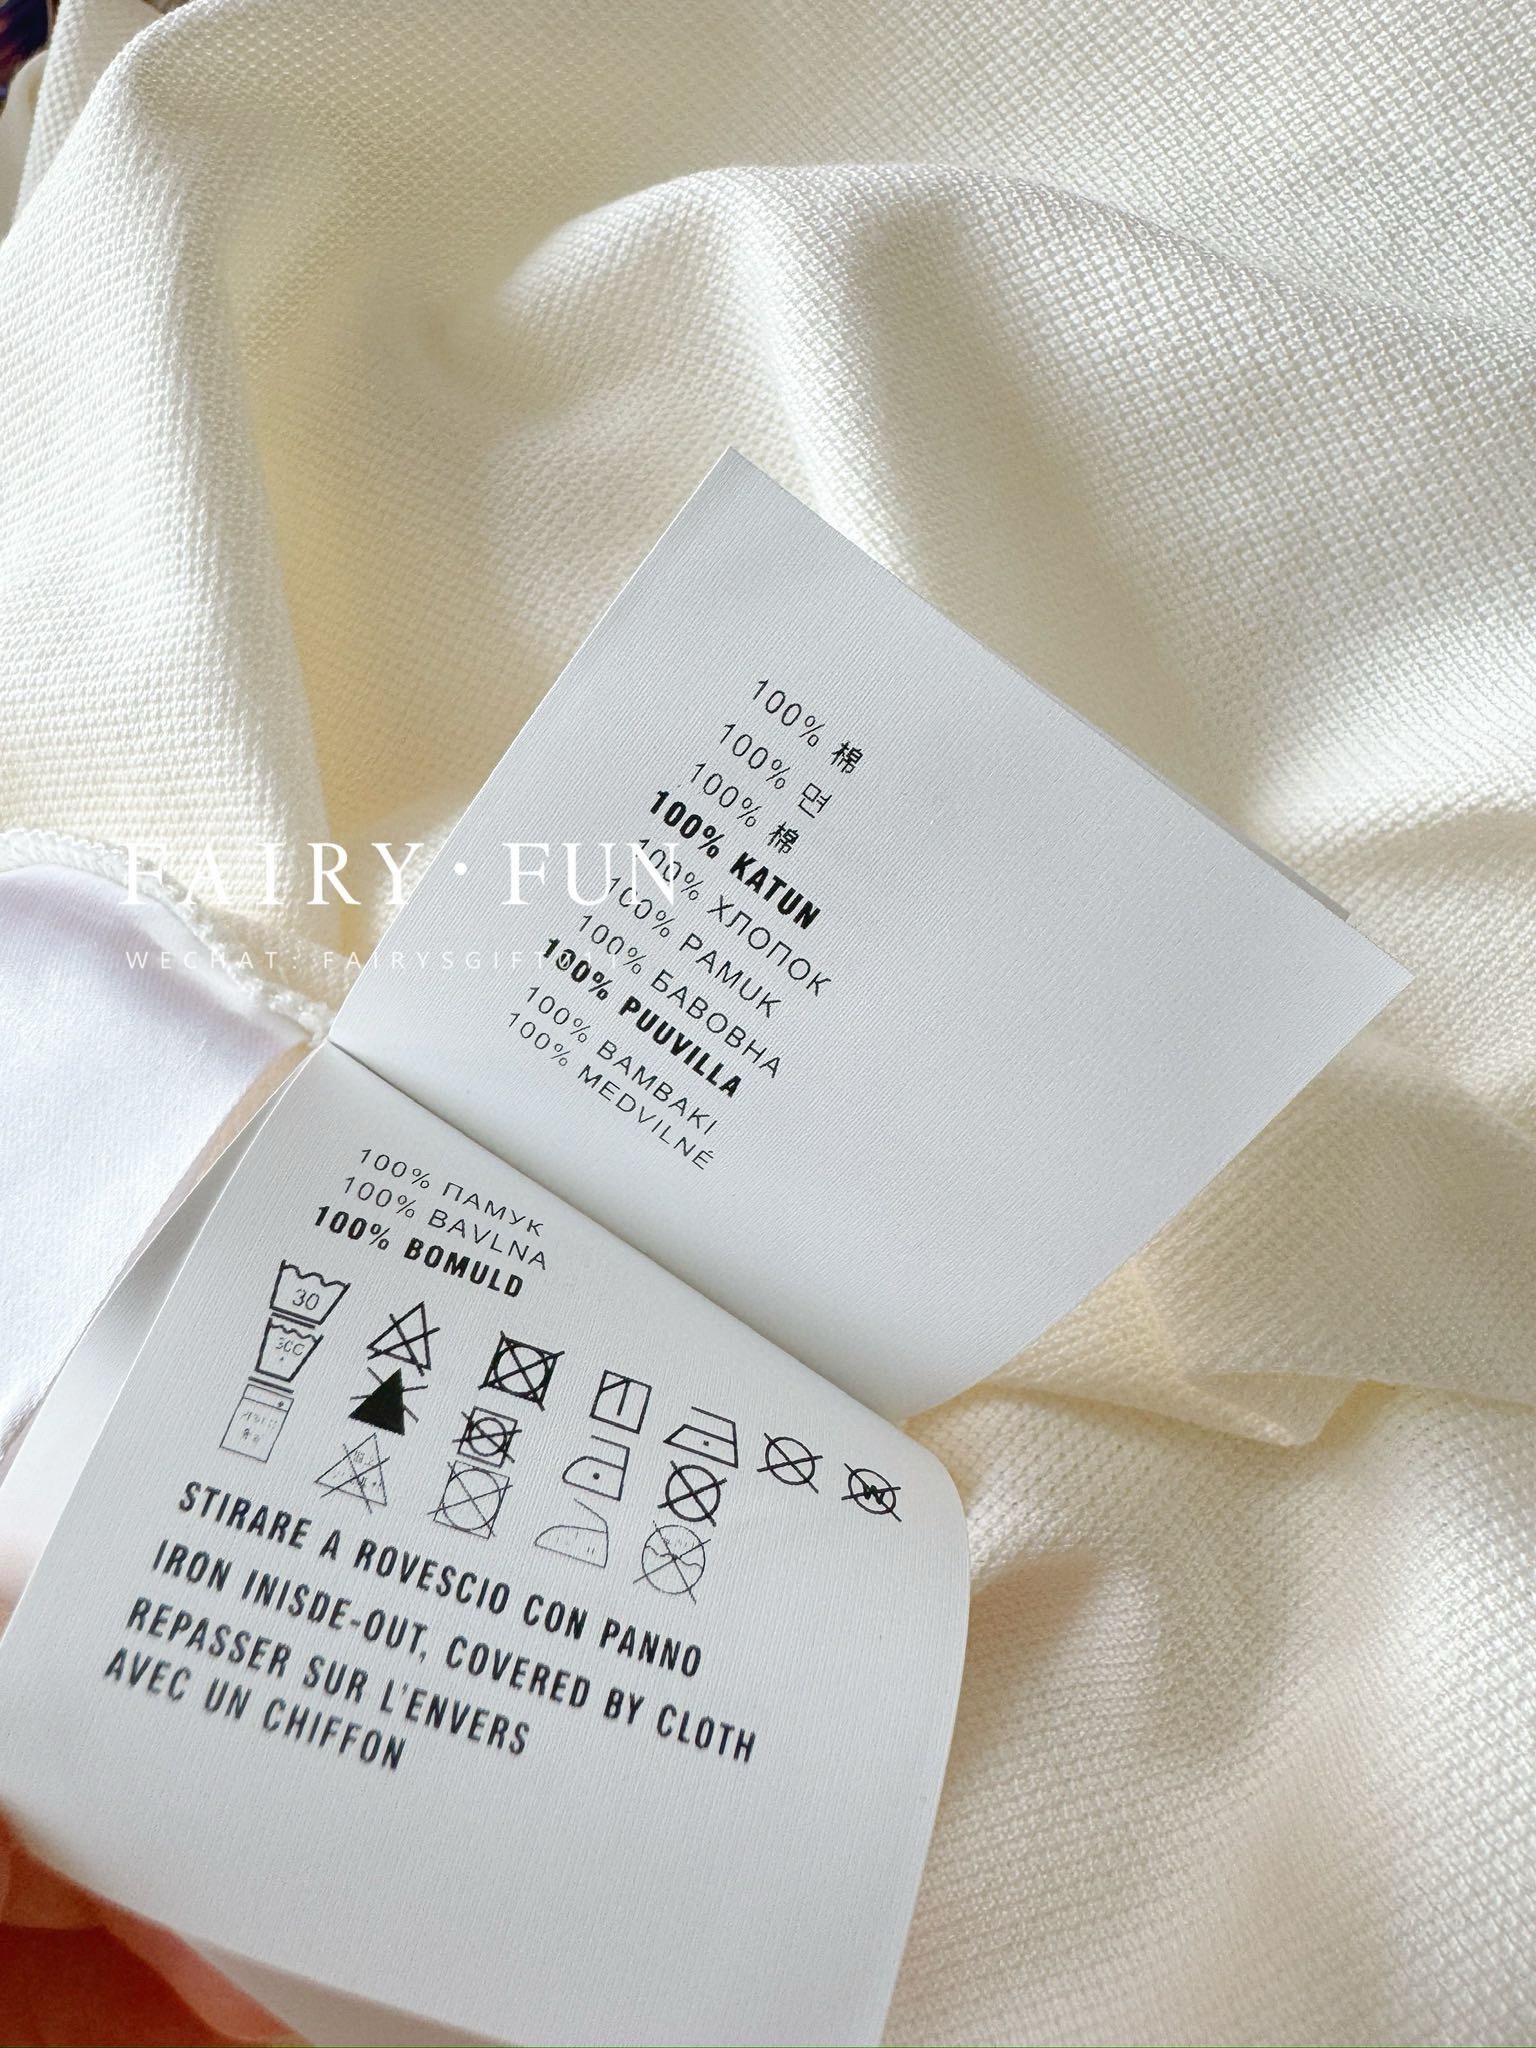 100% 棉
100% 면
100% 棉
100% KATUN
100% ХЛОПОК
100% PAMUK
100% БАВОВНА
100% PUUVILLA
100% BAMBAKI
100% MEDVILNÉ
FAIRY·FUN
WECHAT: FAIRYSGIFT
100% ПАМУК
100% BAVLNA
100% BOMULD
30
30C
W
STIRARE A ROVESCIO CON PANNO
IRON INISDE-OUT, COVERED BY CLOTH
REPASSER SUR L'ENVERS
AVEC UN CHIFFON